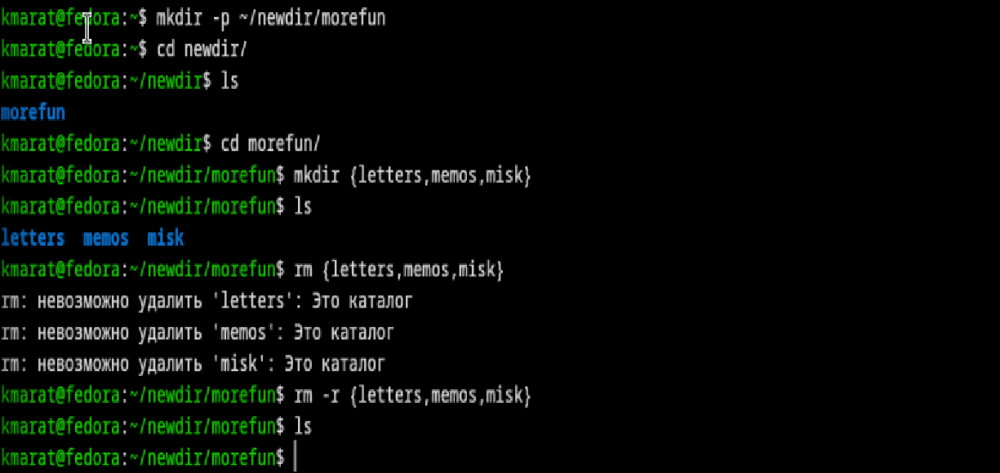 kmarat@fedora:~$ mkdir -p ~/newdir/morefun
kmarat@fedora:~$ cd newdir/
kmarat@fedora:~/newdir$ ls
morefun
kmarat@fedora:~/newdir$ cd morefun/
kmarat@fedora:~/newdir/morefun$ mkdir {letters,memos,misk}
kmarat@fedora:~/newdir/morefun$ ls
letters  memos  misk
kmarat@fedora:~/newdir/morefun$ rm {letters,memos,misk}
rm: невозможно удалить 'letters': Это каталог
rm: невозможно удалить 'memos': Это каталог
rm: невозможно удалить 'misk': Это каталог
kmarat@fedora:~/newdir/morefun$ rm -r {letters,memos,misk}
kmarat@fedora:~/newdir/morefun$ ls
kmarat@fedora:~/newdir/morefun$